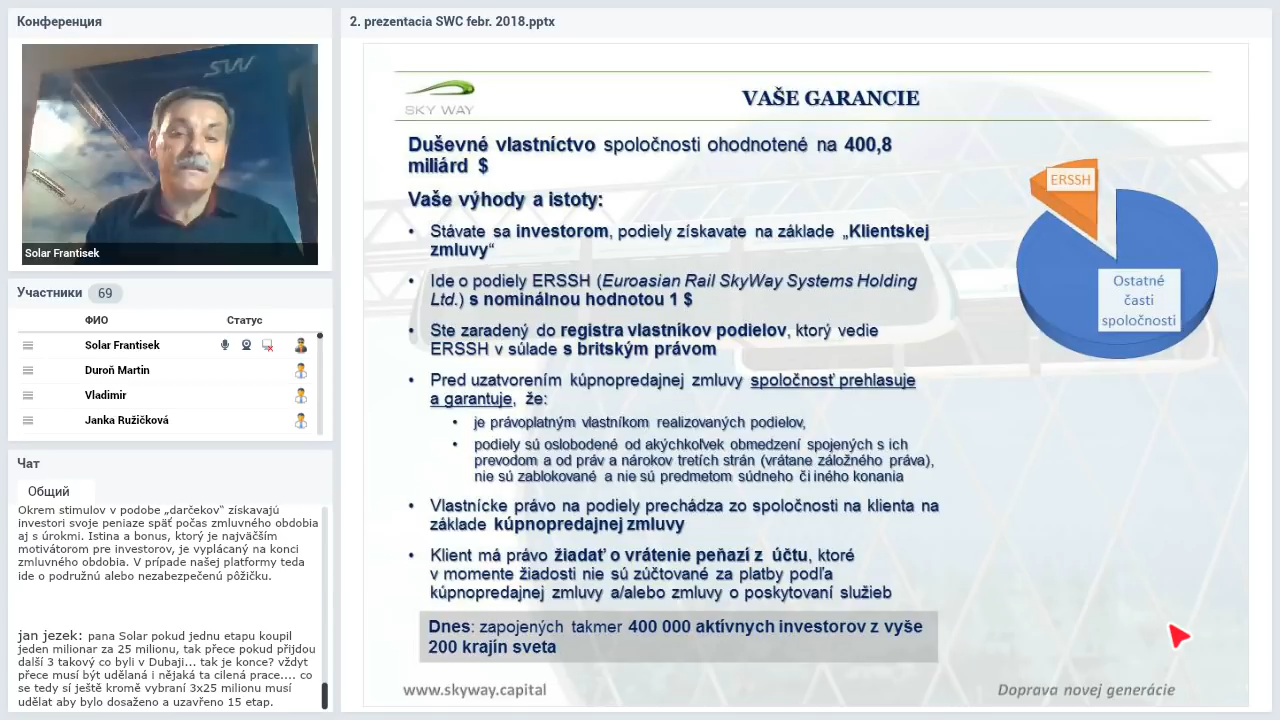 Конференция
SW
Solar Frantisek
Участники 69
ФИО Статус
Solar Frantisek
Duroň Martin
Vladimir
Janka Ružičková
Чат
Общий
Okrem stimulov v podobe „darčekov“ získavajú
investori svoje peniaze späť počas zmluvného obdobia
aj s úrokmi. Istina a bonus, ktorý je najväčším
motivátorom pre investorov, je vyplácaný na konci
zmluvného obdobia. V prípade našej platformy teda
ide o podružnú alebo nezabezpečenú pôžičku.
jan jezek: pana Solar pokud jednu etapu koupil
jeden milionar za 25 milionu, tak přece pokud přijdou
další 3 takový co byli v Dubaji... tak je konce? vždyt
přece musí být udělaná i nějaká ta cilená prace.... co
se tedy sí ještě kromě vybraní 3x25 milionu musí
udělat aby bylo dosaženo a uzavřeno 15 etap.
2. prezentacia SWC febr. 2018.pptx
SKY WAY
VAŠE GARANCIE
Duševné vlastníctvo spoločnosti ohodnotené na 400,8
miliárd $
Vaše výhody a istoty:
• Stávate sa investorom, podiely získavate na základe „Klientskej
zmluvy“
• Ide o podiely ERSSH (Euroasian Rail SkyWay Systems Holding
Ltd.) s nominálnou hodnotou 1 $
• Ste zaradený do registra vlastníkov podielov, ktorý vedie
ERSSH v súlade s britským právom
• Pred uzatvorením kúpnopredajnej zmluvy spoločnosť prehlasuje
a garantuje, že:
• je právoplatným vlastníkom realizovaných podielov,
• podiely sú oslobodené od akýchkoľvek obmedzení spojených s ich
prevodom a od práv a nárokov tretích strán (vrátane záložného práva),
nie sú zablokované a nie sú predmetom súdneho či iného konania
• Vlastnícke právo na podiely prechádza zo spoločnosti na klienta na
základe kúpnopredajnej zmluvy
• Klient má právo žiadať o vrátenie peňazí z účtu, ktoré
v momente žiadosti nie sú zúčtované za platby podľa
kúpnopredajnej zmluvy a/alebo zmluvy o poskytovaní služieb
Dnes: zapojených takmer 400 000 aktívnych investorov z vyše
200 krajín sveta
ERSSH
Ostatné
časti
spoločnosti
www.skyway.capital
Doprava novej generácie